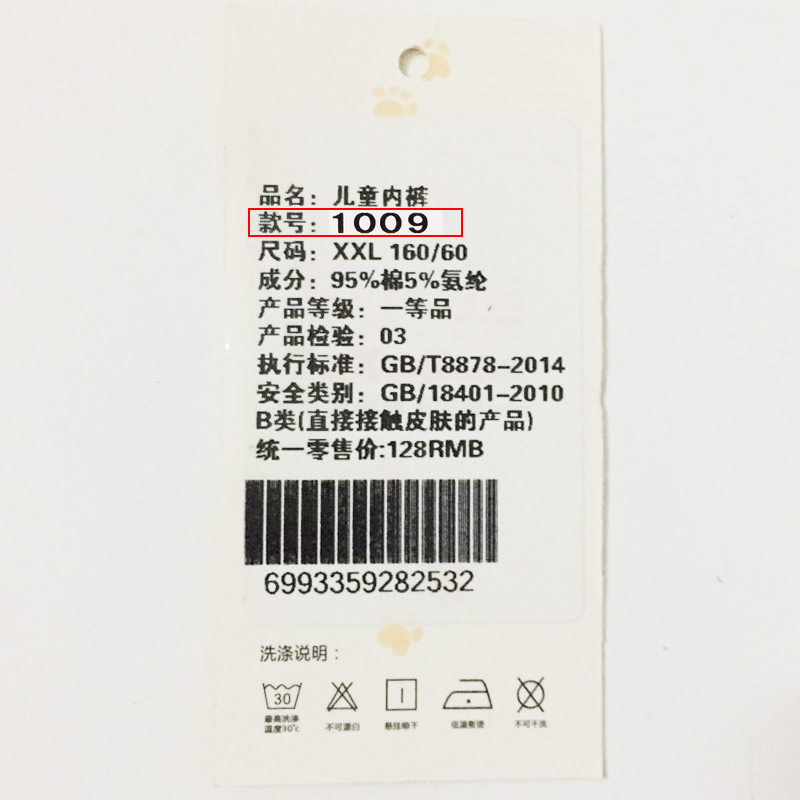 品名：儿童内裤
款号：1009
尺码：XXL 160/60
成分：95%棉5%氨纶
产品等级：一等品
产品检验：03
执行标准：GB/T8878-2014
安全类别：GB/18401-2010
B类(直接接触皮肤的产品)
统一零售价:128RMB
6993359282532
洗涤说明：
30
最高洗涤 温度30℃ 不可漂白 悬挂晾干 低温熨烫 不可干洗